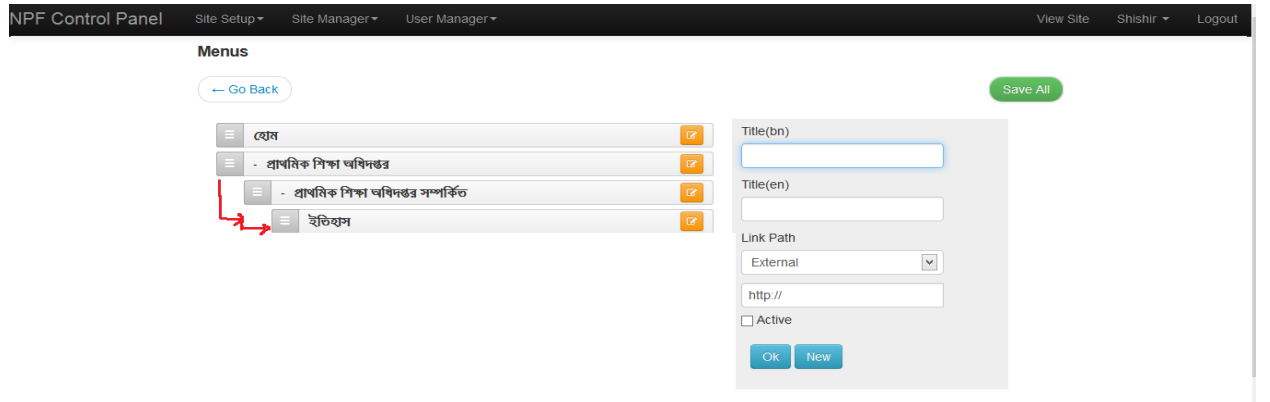 NPF Control Panel Site Setup Site Manager User Manager View Site Shishir Logout
Menus
← Go Back Save All
হোম
- প্রাথমিক শিক্ষা অধিদপ্তর
- প্রাথমিক শিক্ষা অধিদপ্তর সম্পর্কিত
ইতিহাস
Title(bn)
Title(en)
Link Path
External
http://
Active
Ok New